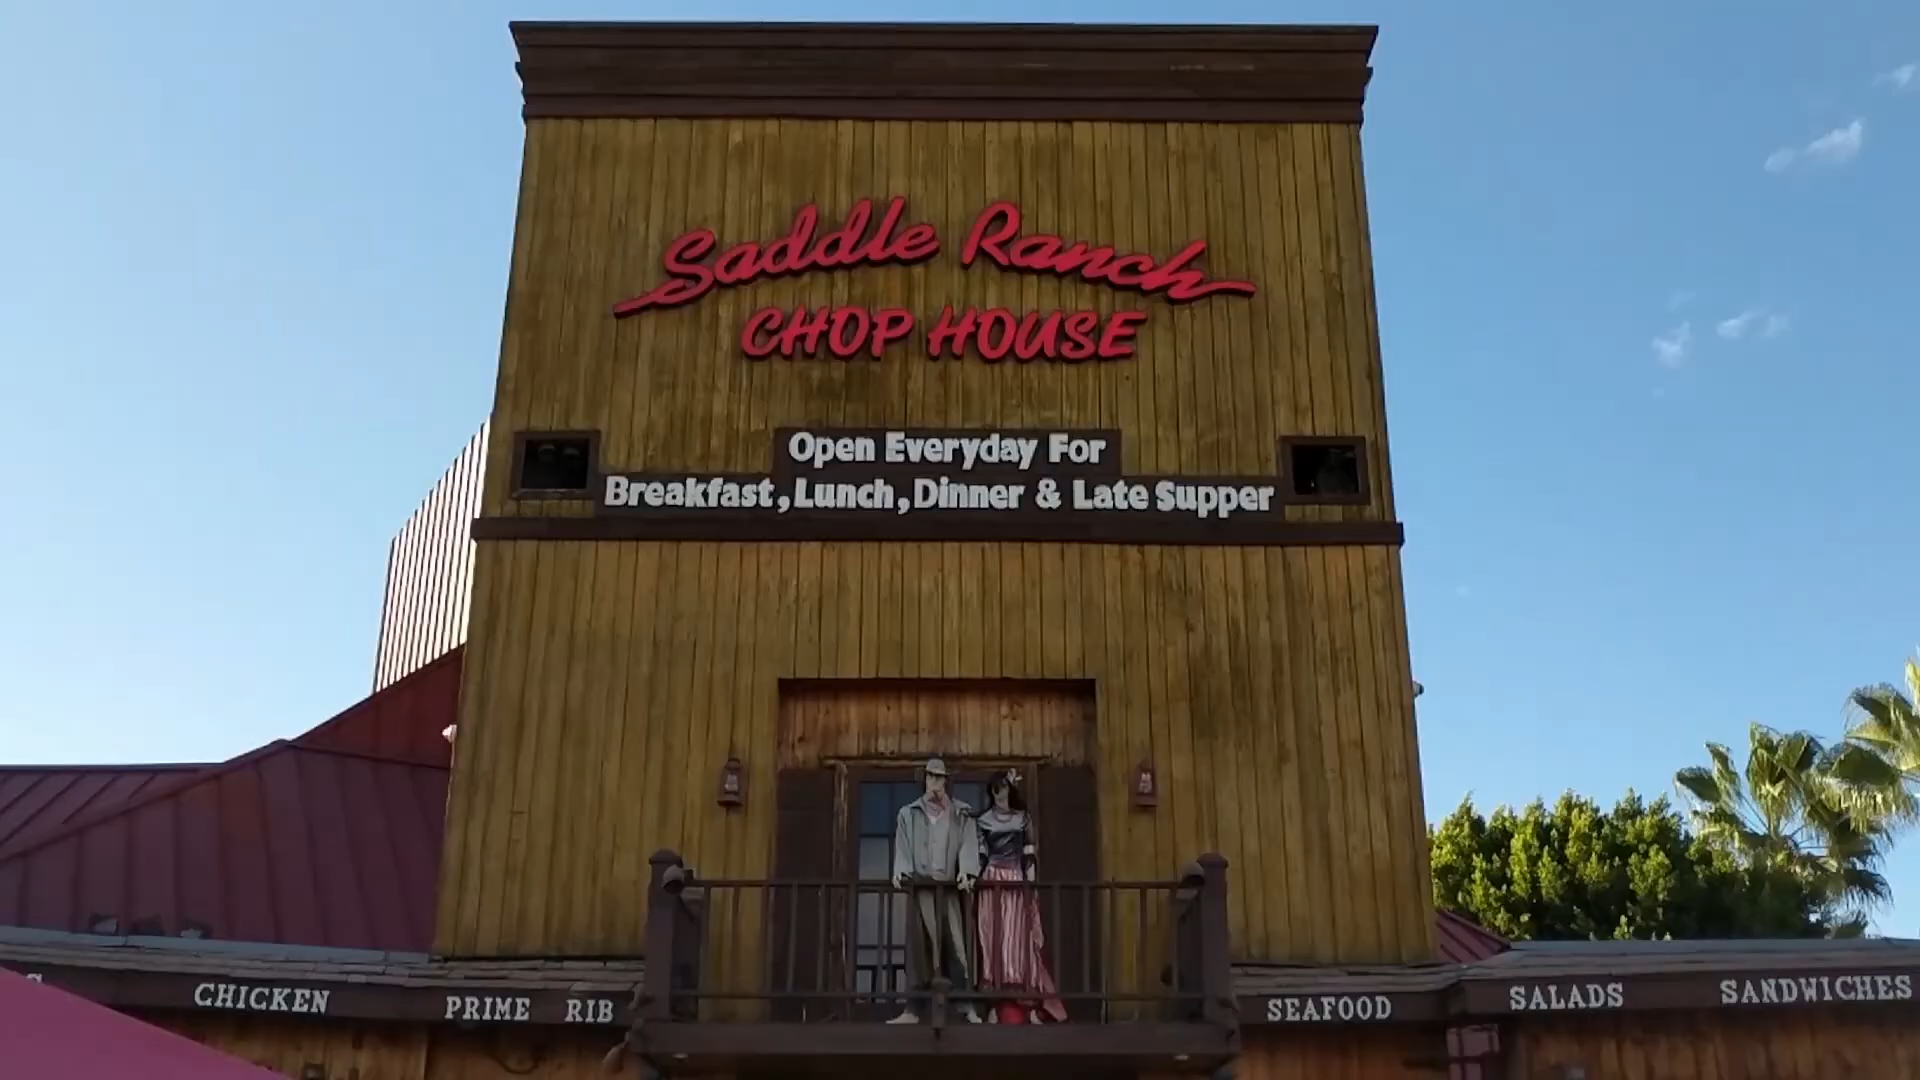 Saddle Ranch
CHOP HOUSE
Open Everyday For
Breakfast, Lunch, Dinner & Late Supper
CHICKEN PRIME RIB SEAFOOD SALADS SANDWICHES